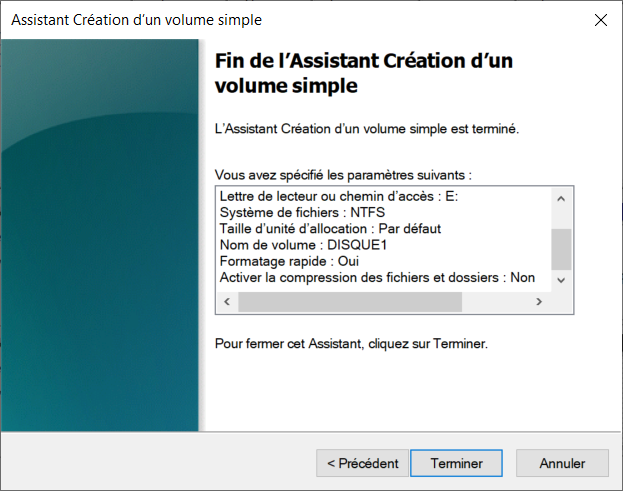 Assistant Création d’un volume simple
Fin de l’Assistant Création d’un
volume simple
L’Assistant Création d’un volume simple est terminé.
Vous avez spécifié les paramètres suivants :
Lettre de lecteur ou chemin d’accès : E:
Système de fichiers : NTFS
Taille d’unité d’allocation : Par défaut
Nom de volume : DISQUE1
Formatage rapide : Oui
Activer la compression des fichiers et dossiers : Non
Pour fermer cet Assistant, cliquez sur Terminer.
< Précédent Terminer Annuler